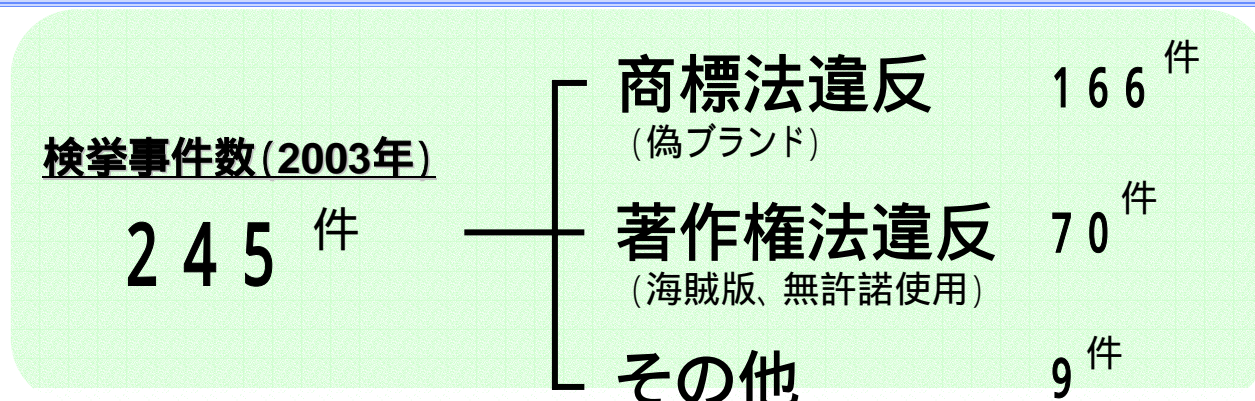 検挙事件数(2003年)
245件
商標法違反 166件
(偽ブランド)
著作権法違反 70件
(海賊版、無許諾使用)
その他 9件